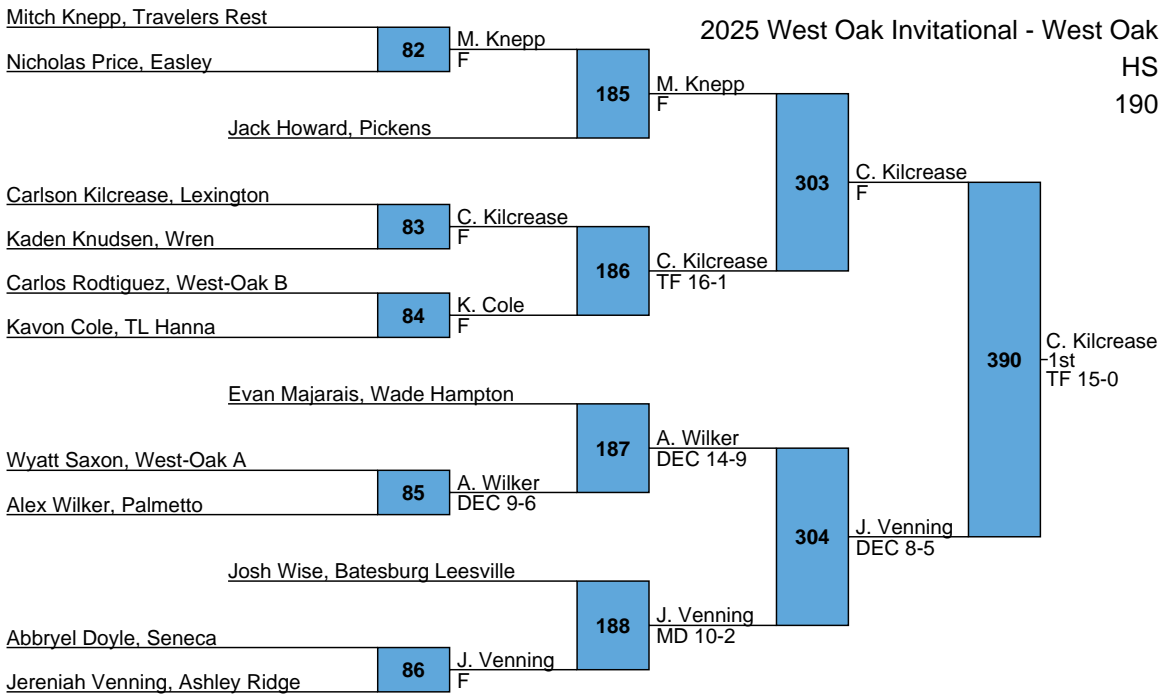 2025 West Oak Invitational - West Oak
HS
190
Mitch Knepp, Travelers Rest
82
M. Knepp
F
Nicholas Price, Easley
185
M. Knepp
F
Jack Howard, Pickens
303
C. Kilcrease
F
Carlson Kilcrease, Lexington
83
C. Kilcrease
F
Kaden Knudsen, Wren
186
C. Kilcrease
TF 16-1
Carlos Rodtiguez, West-Oak B
84
K. Cole
F
Kavon Cole, TL Hanna
390
C. Kilcrease
1st
TF 15-0
Evan Majarais, Wade Hampton
187
A. Wilker
DEC 14-9
Wyatt Saxon, West-Oak A
85
A. Wilker
DEC 9-6
Alex Wilker, Palmetto
304
J. Venning
DEC 8-5
Josh Wise, Batesburg Leesville
188
J. Venning
MD 10-2
Abbryel Doyle, Seneca
86
J. Venning
F
Jereniah Venning, Ashley Ridge